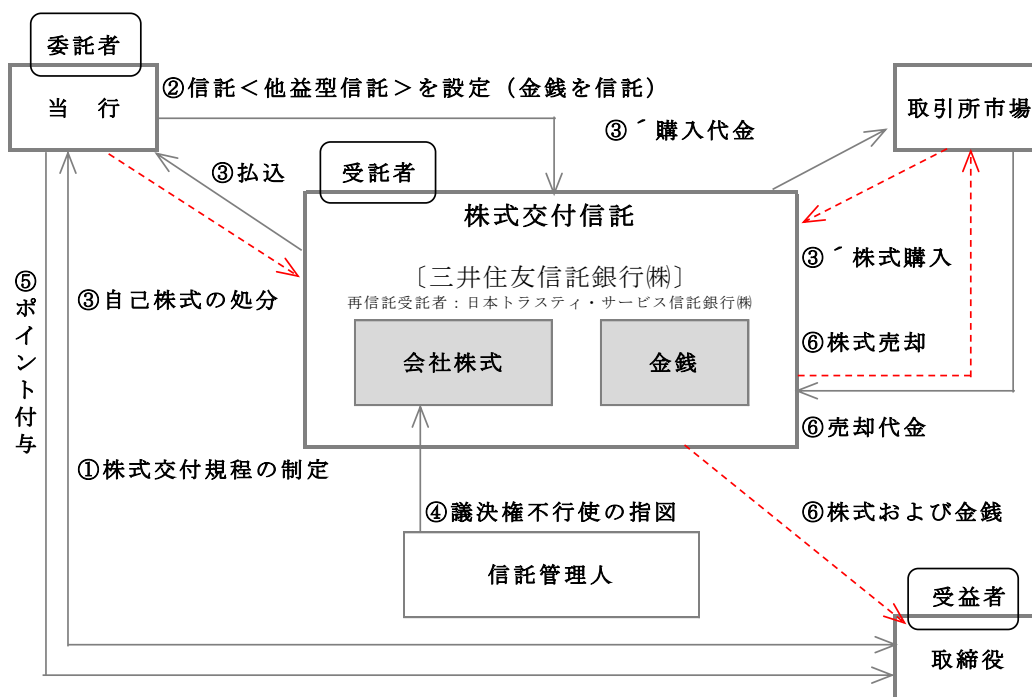 委託者
当　行
②信託＜他益型信託＞を設定（金銭を信託）
取引所市場
③´購入代金
③払込
受託者
株式交付信託
〔三井住友信託銀行㈱〕
再信託受託者：日本トラスティ・サービス信託銀行㈱
③´株式購入
⑤ポイント付与
③自己株式の処分
会社株式
金銭
⑥株式売却
⑥売却代金
①株式交付規程の制定
④議決権不行使の指図
⑥株式および金銭
信託管理人
受益者
取締役